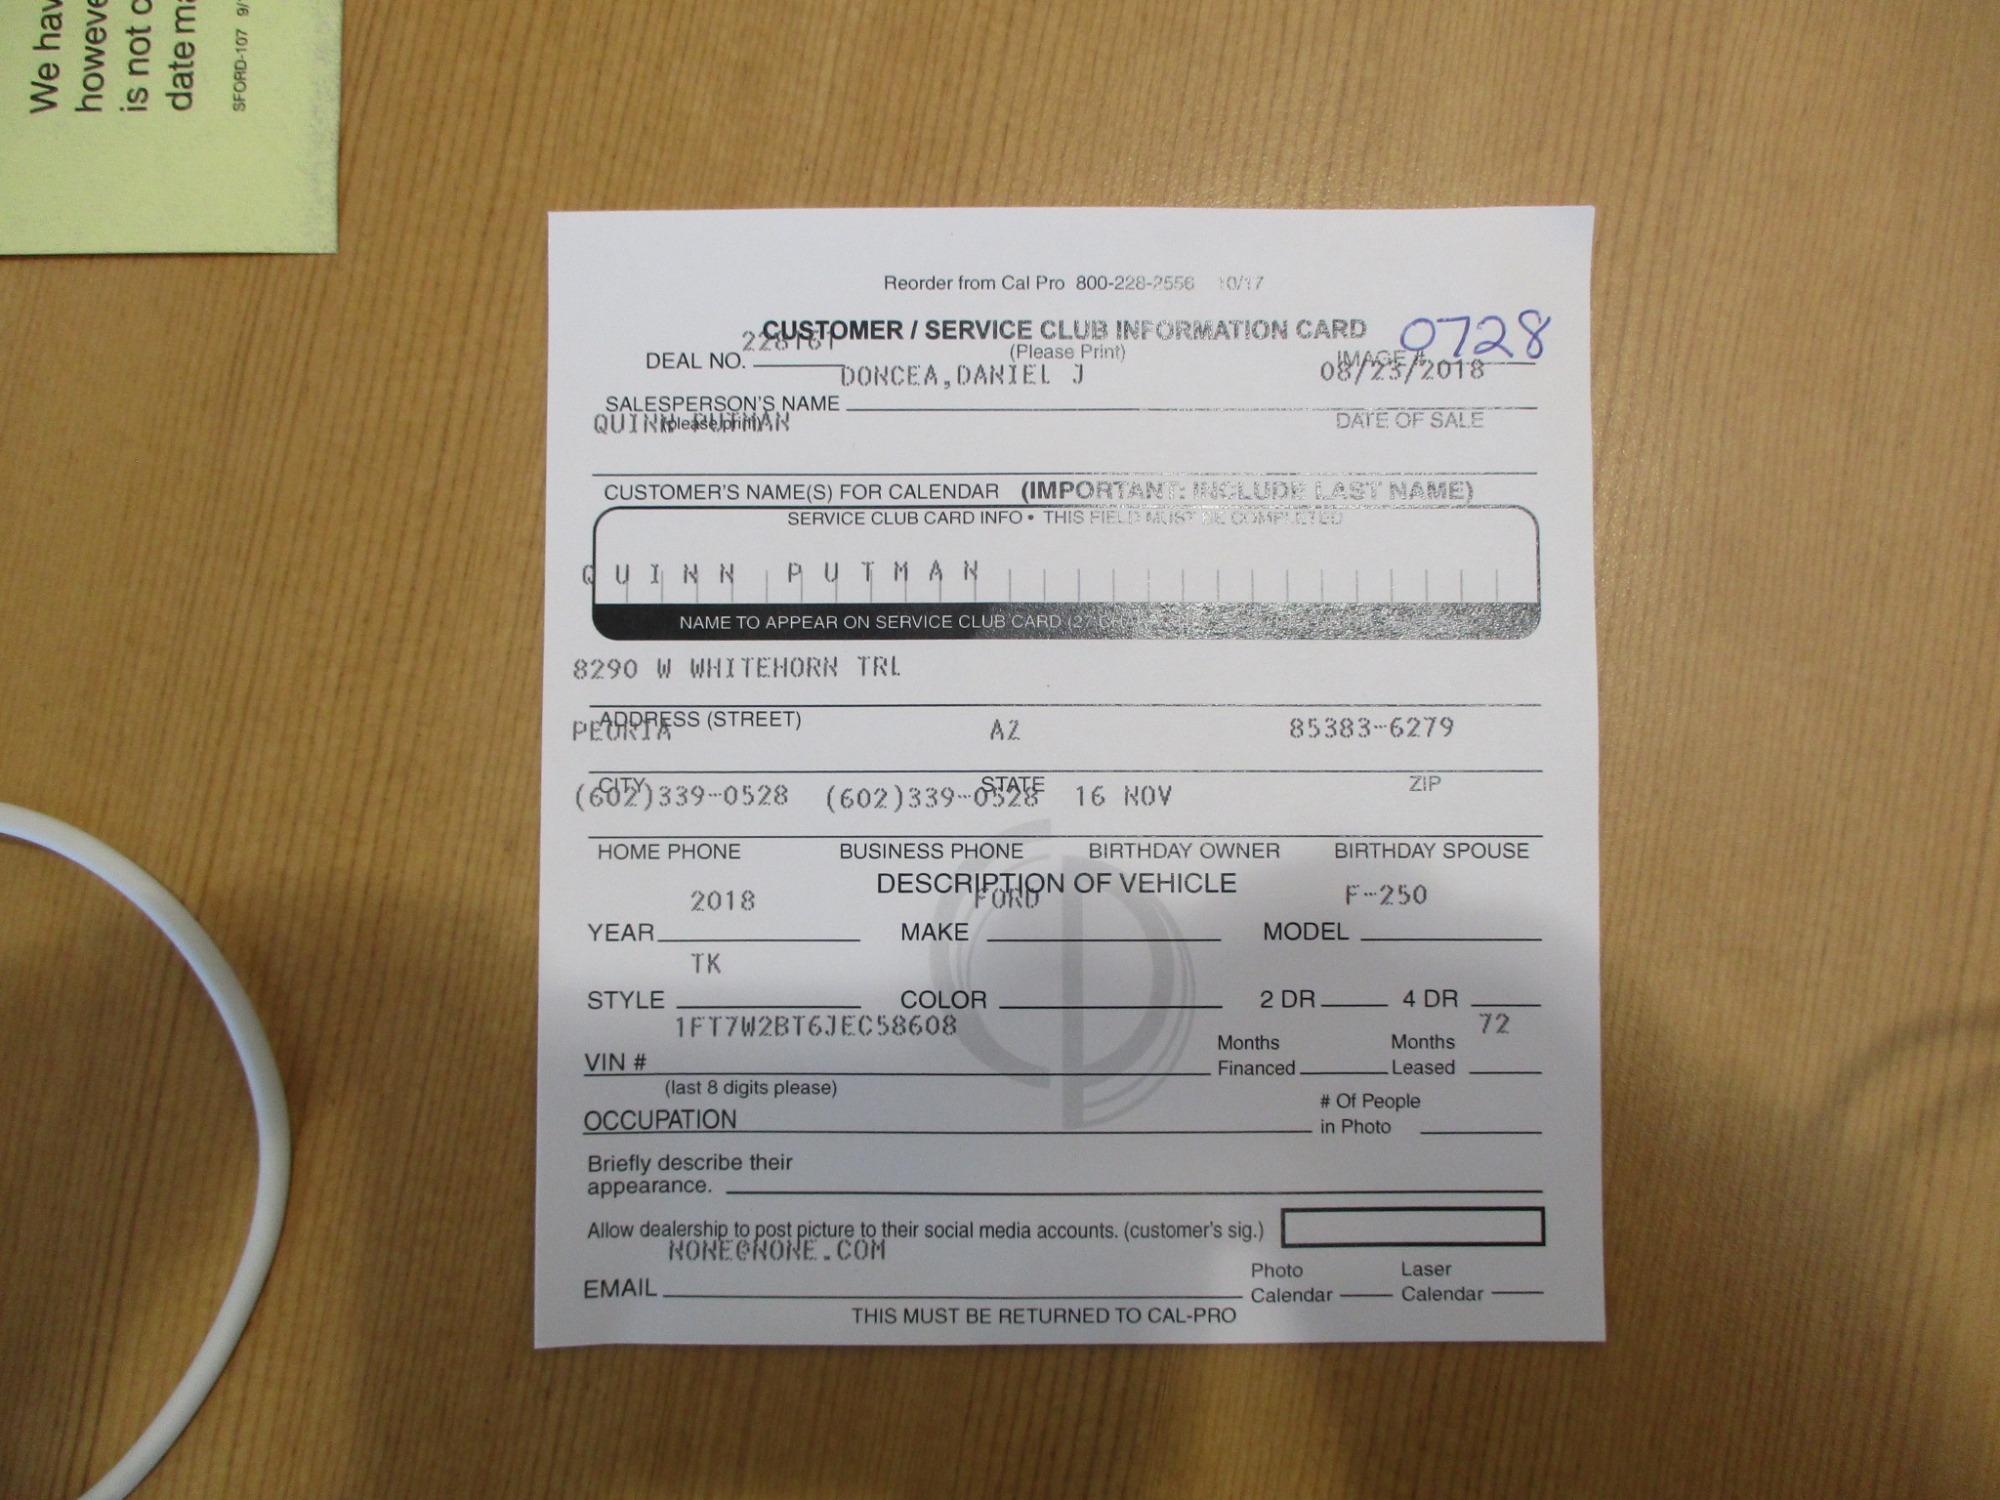 We hav
howeve
is not o
date ma
SFORD-107 9/
Reorder from Cal Pro 800-228-2556 10/17
CUSTOMER / SERVICE CLUB INFORMATION CARD
(Please Print)
DEAL NO. 228161
IMAGE # 0728
DONCEA,DANIEL J 08/23/2018
SALESPERSON'S NAME
(please print)
DATE OF SALE
QUINN PUTMAN
CUSTOMER'S NAME(S) FOR CALENDAR (IMPORTANT: INCLUDE LAST NAME)
SERVICE CLUB CARD INFO • THIS FIELD MUST BE COMPLETED
QUINN PUTMAN
NAME TO APPEAR ON SERVICE CLUB CARD (27
8290 W WHITEHORN TRL
ADDRESS (STREET)
PEORIA AZ 85383-6279
CITY STATE ZIP
(602)339-0528 (602)339-0528 16 NOV
HOME PHONE BUSINESS PHONE BIRTHDAY OWNER BIRTHDAY SPOUSE
DESCRIPTION OF VEHICLE
2018 FORD F-250
YEAR MAKE MODEL
TK
STYLE COLOR 2 DR 4 DR
1FT7W2BT6JEC58608 72
VIN # Months Financed Months Leased
(last 8 digits please)
OCCUPATION # Of People in Photo
Briefly describe their
appearance.
Allow dealership to post picture to their social media accounts. (customer's sig.)
NONE@NONE.COM
EMAIL Photo Calendar Laser Calendar
THIS MUST BE RETURNED TO CAL-PRO